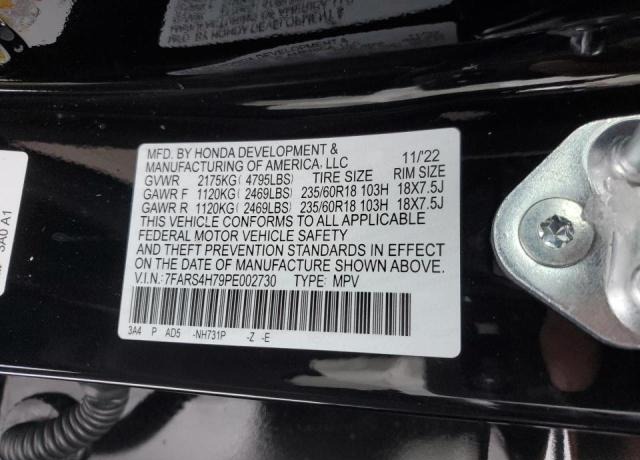 MFD. BY HONDA DEVELOPMENT &
MANUFACTURING OF AMERICA, LLC 11/'22
GVWR 2175KG( 4795LBS) TIRE SIZE RIM SIZE
GAWR F 1120KG( 2469LBS) 235/60R18 103H 18X7.5J
GAWR R 1120KG( 2469LBS) 235/60R18 103H 18X7.5J
THIS VEHICLE CONFORMS TO ALL APPLICABLE
FEDERAL MOTOR VEHICLE SAFETY
AND THEFT PREVENTION STANDARDS IN EFFECT
ON THE DATE OF MANUFACTURE SHOWN ABOVE.
V.I.N.:7FARS4H79PE002730 TYPE: MPV
3A4 P AD5 -NH731P -Z -E
3A0 A1